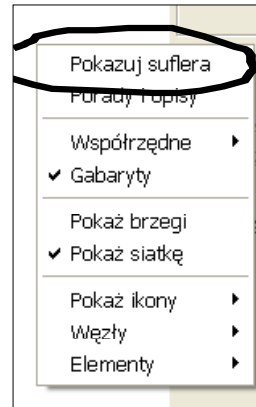 Pokazuj suflera
Porady i opisy
Współrzędne
Gabaryty
Pokaż brzegi
Pokaż siatkę
Pokaż ikony
Węzły
Elementy